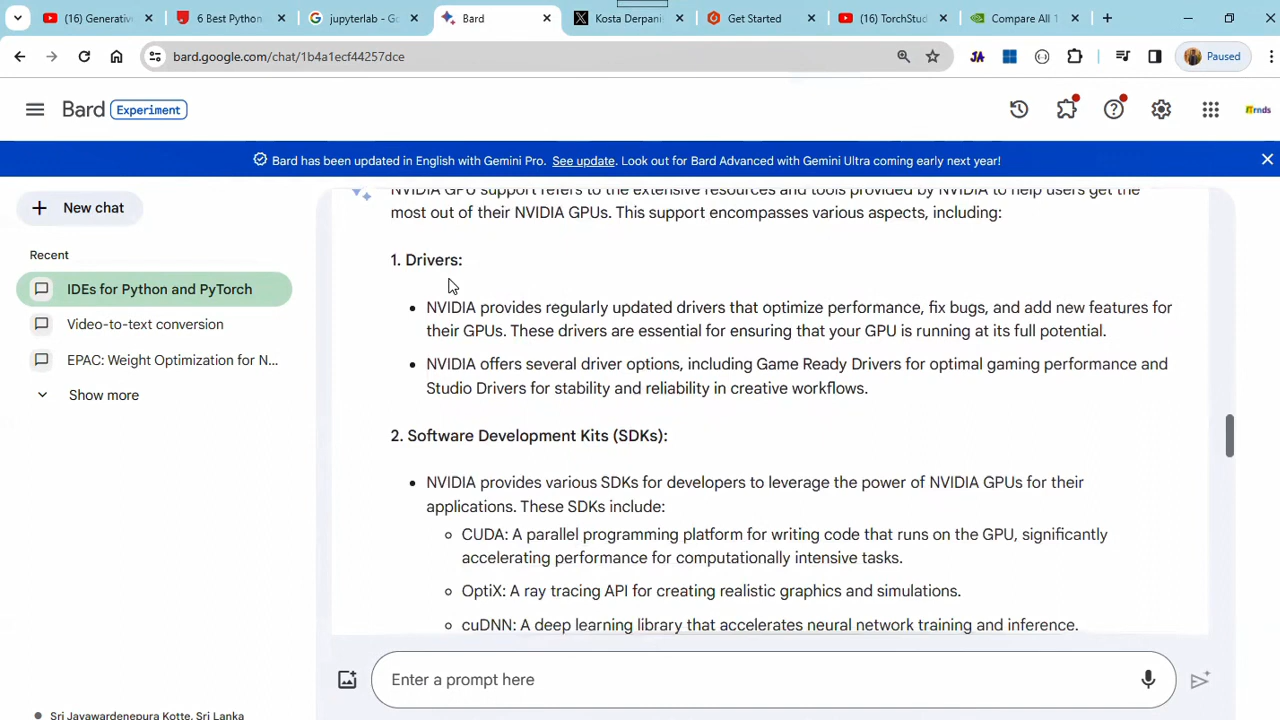 (16) Generative
6 Best Python
jupyterlab - Go
Bard
Kosta Derpani
Get Started
(16) TorchStud
Compare All
bard.google.com/chat/1b4a1ecf44257dce
JA
Paused
Bard Experiment
ITrnds
Bard has been updated in English with Gemini Pro. See update. Look out for Bard Advanced with Gemini Ultra coming early next year!
New chat
Recent
IDEs for Python and PyTorch
Video-to-text conversion
EPAC: Weight Optimization for N...
Show more
Sri Jayawardenepura Kotte, Sri Lanka
NVIDIA GPU support refers to the extensive resources and tools provided by NVIDIA to help users get the
most out of their NVIDIA GPUs. This support encompasses various aspects, including:
1. Drivers:
• NVIDIA provides regularly updated drivers that optimize performance, fix bugs, and add new features for
their GPUs. These drivers are essential for ensuring that your GPU is running at its full potential.
• NVIDIA offers several driver options, including Game Ready Drivers for optimal gaming performance and
Studio Drivers for stability and reliability in creative workflows.
2. Software Development Kits (SDKs):
• NVIDIA provides various SDKs for developers to leverage the power of NVIDIA GPUs for their
applications. These SDKs include:
◦ CUDA: A parallel programming platform for writing code that runs on the GPU, significantly
accelerating performance for computationally intensive tasks.
◦ OptiX: A ray tracing API for creating realistic graphics and simulations.
◦ cuDNN: A deep learning library that accelerates neural network training and inference.
Enter a prompt here